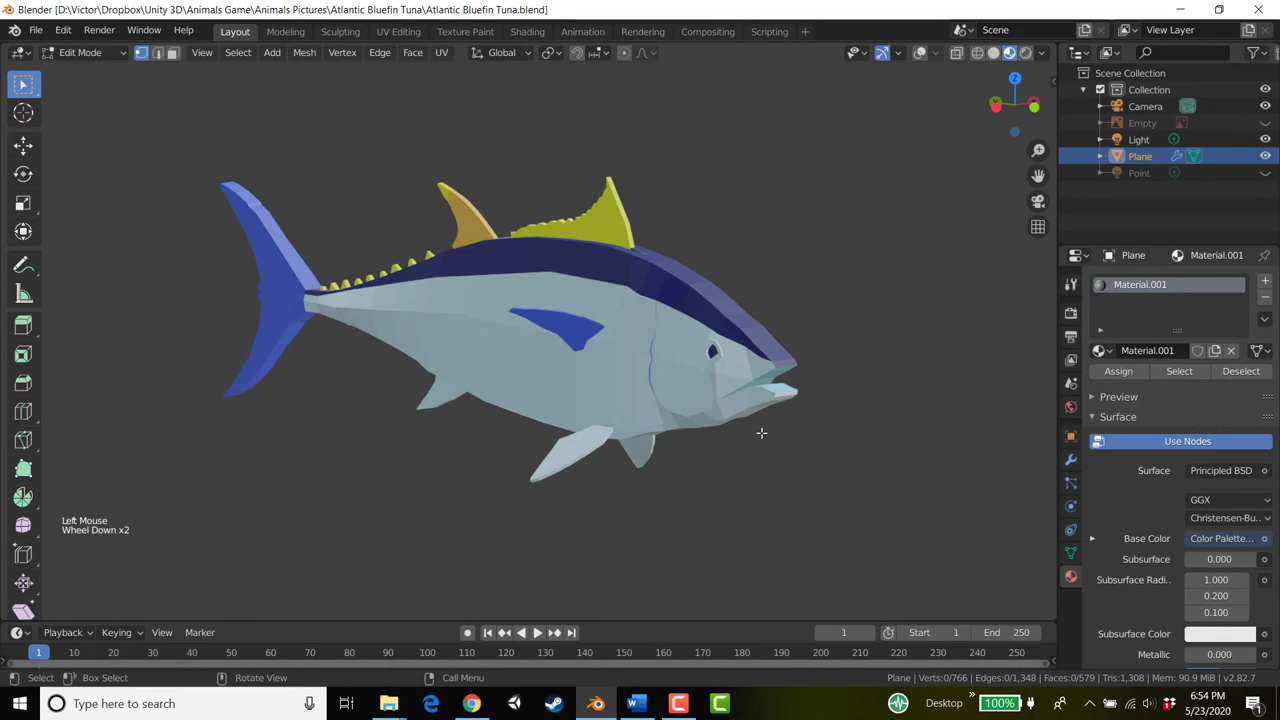 Blender [D:\Victor\Dropbox\Unity 3D\Animals Game\Animals Pictures\Atlantic Bluefin Tuna\Atlantic Bluefin Tuna.blend]
File Edit Render Window Help Layout Modeling Sculpting UV Editing Texture Paint Shading Animation Rendering Compositing Scripting + Scene View Layer
Edit Mode View Select Add Mesh Vertex Edge Face UV Global
Scene Collection
Collection
Camera
Empty
Light
Plane
Point
Z
Plane Material.001
Material.001
Material.001
Assign Select Deselect
Preview
Surface
Use Nodes
Surface Principled BSD
GGX
Christensen-Bu..
Base Color Color Palette...
Subsurface 0.000
Subsurface Radi.. 1.000
0.200
0.100
Subsurface Color
Metallic 0.000
Left Mouse
Wheel Down x2
Playback Keying View Marker 1 Start 1 End 250
1 10 20 30 40 50 60 70 80 90 100 110 120 130 140 150 160 170 180 190 200 210 220 230 240 250
Select Box Select Rotate View Call Menu Plane | Verts:0/766 | Edges:0/1,348 | Faces:0/579 | Tris:1,308 | Mem: 90.9 MiB | v2.82.7
Type here to search Desktop » 100% 6:54 PM
5/23/2020